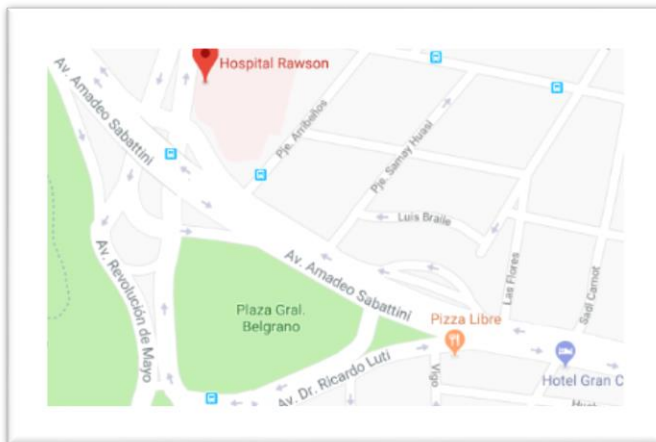 Hospital Rawson
Av. Amadeo Sabattini
Pje. Arribeños
Pje. Samay Huasi
Luis Braile
Av. Amadeo Sabattini
Av. Revolución de Mayo
Plaza Gral.
Belgrano
Las Flores
Sadi Carnot
Pizza Libre
Av. Dr. Ricardo Luti
Vigo
Hotel Gran C